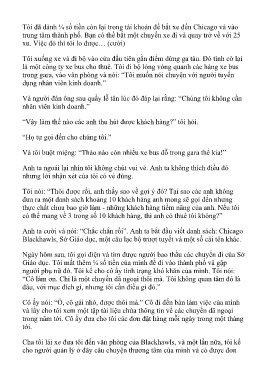 Tôi đã dành ¾ số tiền còn lại trong tài khoản để bắt xe đến Chicago và vào
trung tâm thành phố. Bạn có thể bắt một chuyến xe đi và quay trở về với 25
xu. Việc đó thì tôi lo được… (cười)
Tôi xuống xe và đi bộ vào cửa đầu tiên gần điểm dừng ga tàu. Đó tình cờ lại
là một công ty xe bus cho thuê. Tôi đi bộ lòng vòng quanh các hàng xe bus
trong gara, vào văn phòng và nói: “Tôi muốn nói chuyện với người tuyển
dụng nhân viên kinh doanh.”
Và người đàn ông sau quầy lễ tân lúc đó đáp lại rằng: “Chúng tôi không cần
nhân viên kinh doanh.”
“Vậy làm thế nào các anh thu hút được khách hàng?” tôi hỏi.
“Họ tự gọi đến cho chúng tôi.”
Và tôi buột miệng: “Thảo nào còn nhiều xe bus đỗ trong gara thế kia!”
Anh ta ngoái lại nhìn tôi không chút vui vẻ. Anh ta không thích điều đó
nhưng lời nhận xét của tôi có vẻ đúng.
Tôi nói: “Thôi được rồi, anh thấy sao về gợi ý đó? Tại sao các anh không
đưa ra một danh sách khoảng 10 khách hàng anh mong sẽ gọi đến nhưng
thực chất chưa bao giờ làm - những khách hàng tiềm năng của anh. Nếu tôi
có thể mang về 3 trong số 10 khách hàng, thì anh có thuê tôi không?”
Anh ta cười và nói: “Chắc chắn rồi”. Anh ta bắt đầu viết danh sách: Chicago
Blackhawls, Sở Giáo dục, một câu lạc bộ trượt tuyết và một số cái tên khác.
Ngày hôm sau, tôi gọi điện và tìm được người bao thầu các chuyến đi của Sở
Giáo dục. Tôi mất thêm ¾ số tiền của mình để đi vào thành phố và gặp
người phụ nữ đó. Tôi kể cho cô ấy tình trạng khó khăn của mình. Tôi nói:
“Cô làm ơn. Chỉ là một chuyến dã ngoại thôi mà. Tôi không quan tâm đó là
đâu, với mục đích gì, nhưng tôi cần điều gì đó.”
Cô ấy nói: “Ồ, cô gái nhỏ, được thôi mà.” Cô đi đến bàn làm việc của mình
và lấy cho tôi xem một tập tài liệu chứa thông tin về các chuyến dã ngoại
trong năm tới. Cô ấy đưa cho tôi các đơn đặt hàng mỗi ngày trong một tháng
tới.
Cha tôi lái xe đưa tôi đến văn phòng của Blackhawls, và một lần nữa, tôi kể
cho người quản lý ở đây câu chuyện thương tâm của mình và có được đơn